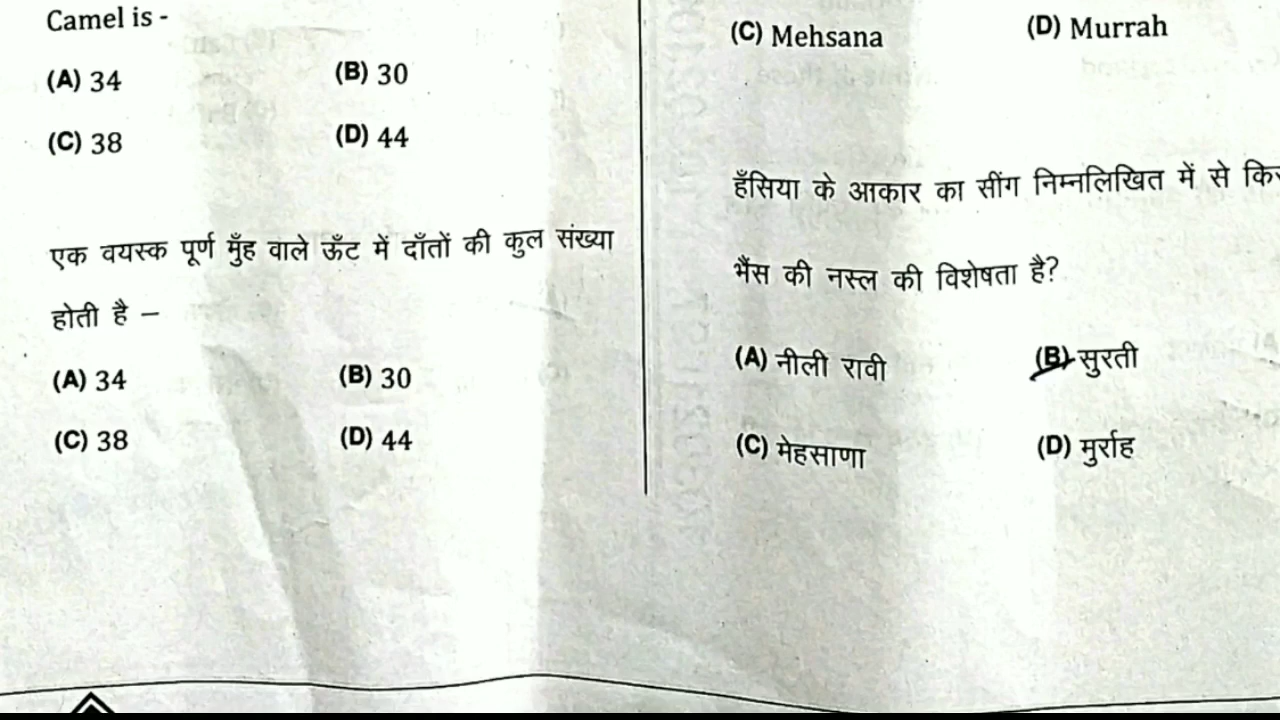 Camel is -
(A) 34
(B) 30
(C) 38
(D) 44
एक वयस्क पूर्ण मुँह वाले ऊँट में दाँतों की कुल संख्या
होती है –
(A) 34
(B) 30
(C) 38
(D) 44
(C) Mehsana
(D) Murrah
हँसिया के आकार का सींग निम्नलिखित में से
भैंस की नस्ल की विशेषता है?
(A) नीली रावी
(B) सुरती
(C) मेहसाणा
(D) मुर्राह